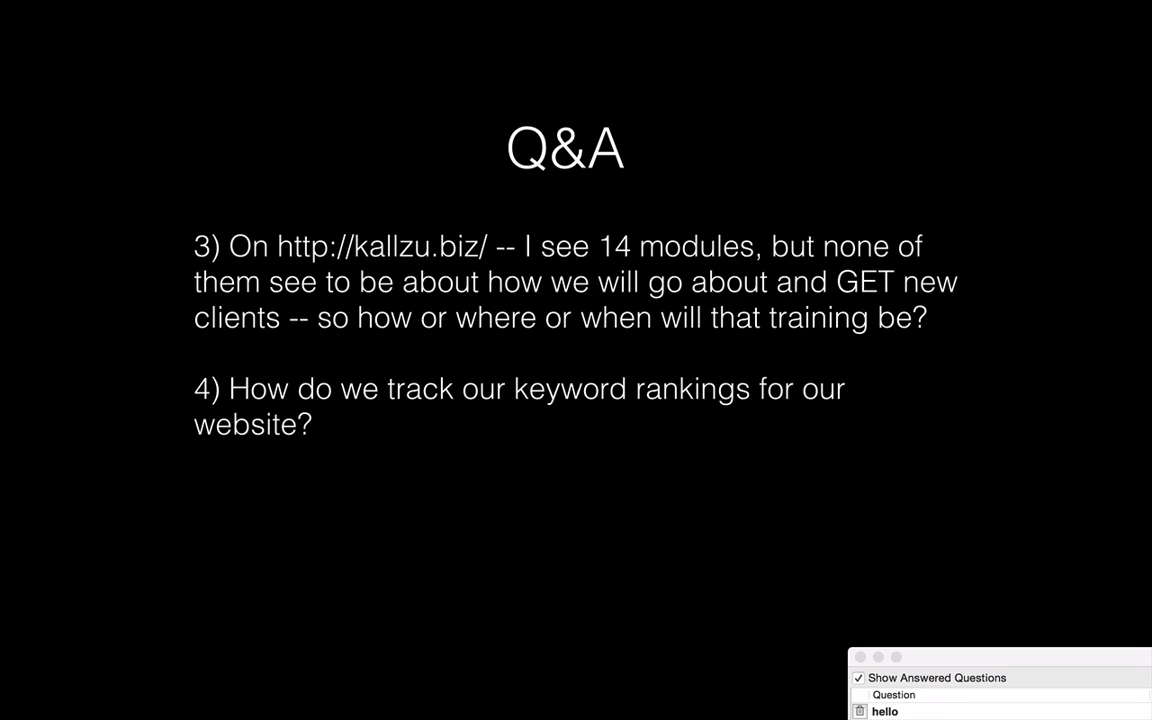 Q&A
3) On http://kallzu.biz/ -- I see 14 modules, but none of
them see to be about how we will go about and GET new
clients -- so how or where or when will that training be?
4) How do we track our keyword rankings for our
website?
Show Answered Questions
Question
hello